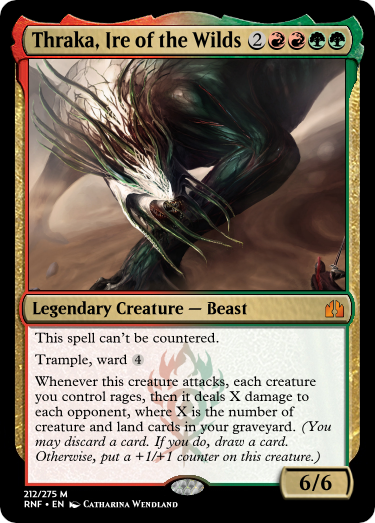 Thraka, Ire of the Wilds 2
Legendary Creature — Beast
This spell can't be countered.
Trample, ward 4
Whenever this creature attacks, each creature
you control rages, then it deals X damage to
each opponent, where X is the number of
creature and land cards in your graveyard. (You
may discard a card. If you do, draw a card.
Otherwise, put a +1/+1 counter on this creature.)
6/6
212/275 M
RNF • EN Catharina Wendland